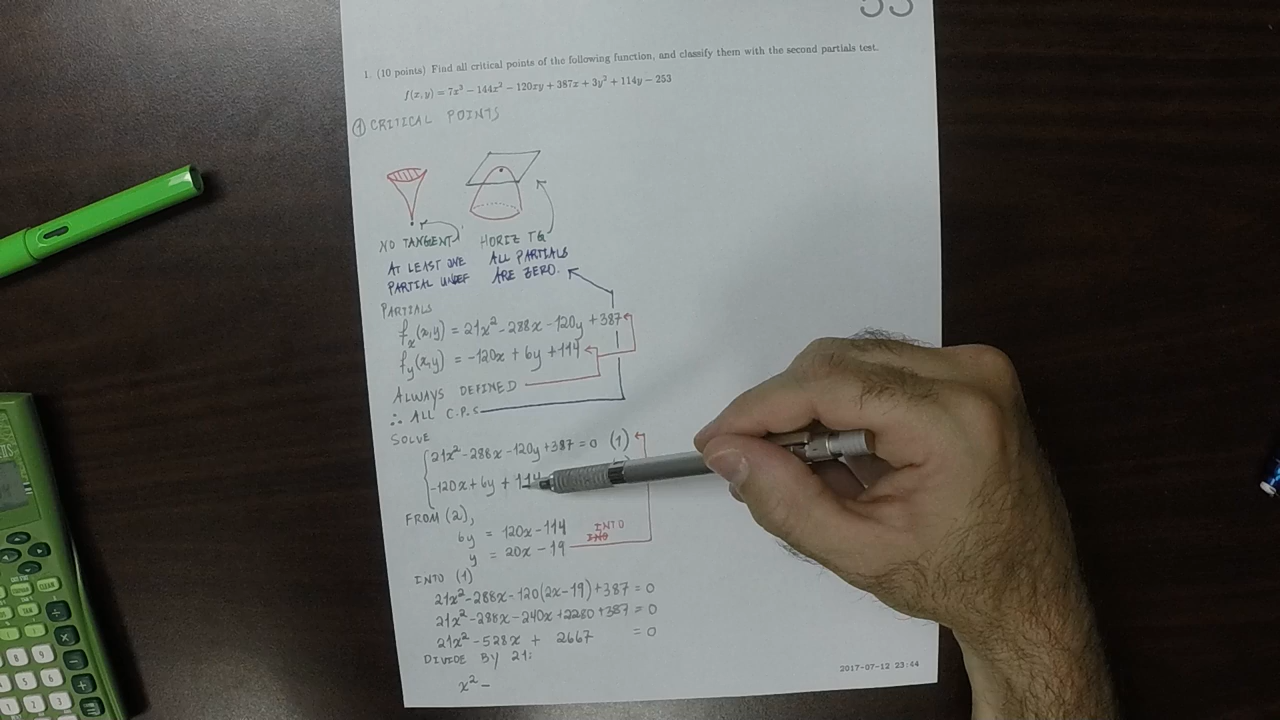 53
1. (10 points) Find all critical points of the following function, and classify them with the second partials test.
f(x, y) = 7x³ − 144x² − 120xy + 387x + 3y² + 114y − 253
① CRITICAL POINTS
NO TANGENT HORIZ TG
AT LEAST ONE ALL PARTIALS
PARTIAL UNDEF ARE ZERO.
PARTIALS
fx(x,y) = 21x² - 288x - 120y + 387
fy(x,y) = -120x + 6y + 114
ALWAYS DEFINED
∴ ALL C.P.S
SOLVE
21x² - 288x - 120y + 387 = 0 (1)
-120x + 6y + 114
FROM (2),
6y = 120x - 114
y = 20x - 19 INTO
INTO (1)
21x² - 288x - 120(2x - 19) + 387 = 0
21x² - 288x - 240x + 2280 + 387 = 0
21x² - 528x + 2667 = 0
DIVIDE BY 21:
x² -
2017-07-12 23:44